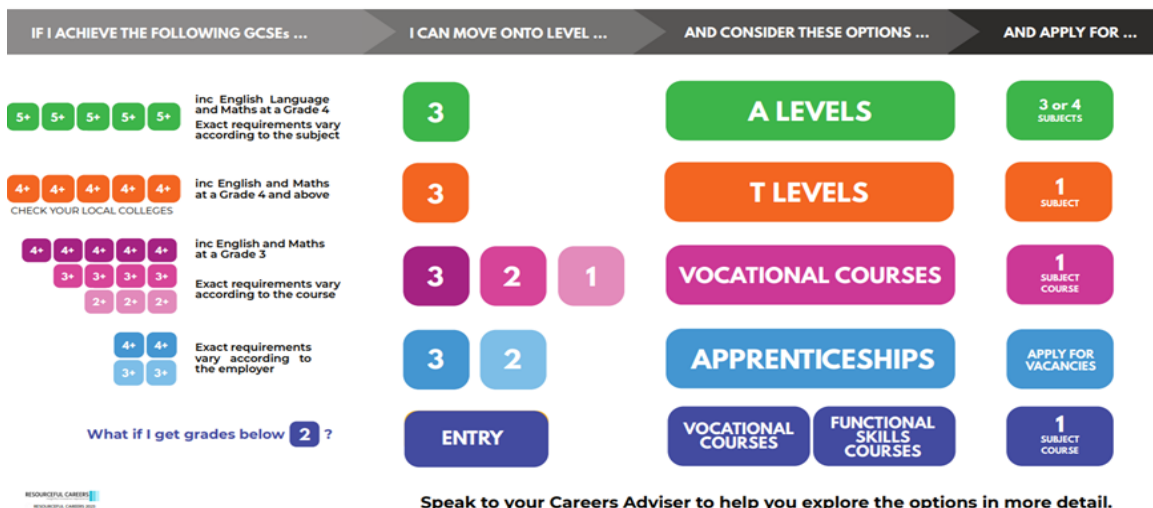 IF I ACHIEVE THE FOLLOWING GCSEs ...
I CAN MOVE ONTO LEVEL ...
AND CONSIDER THESE OPTIONS ...
AND APPLY FOR ...
5+ 5+ 5+ 5+ 5+
inc English Language
and Maths at a Grade 4
Exact requirements vary
according to the subject
3
A LEVELS
3 or 4
SUBJECTS
4+ 4+ 4+ 4+ 4+
CHECK YOUR LOCAL COLLEGES
inc English and Maths
at a Grade 4 and above
3
T LEVELS
1
SUBJECT
4+ 4+ 4+ 4+ 4+
3+ 3+ 3+ 3+
2+ 2+ 2+
inc English and Maths
at a Grade 3
Exact requirements vary
according to the course
3 2 1
VOCATIONAL COURSES
1
SUBJECT
COURSE
4+ 4+
3+ 3+
Exact requirements
vary according to
the employer
3 2
APPRENTICESHIPS
APPLY FOR
VACANCIES
What if I get grades below 2 ?
ENTRY
VOCATIONAL
COURSES
FUNCTIONAL
SKILLS
COURSES
1
SUBJECT
COURSE
RESOURCEFUL CAREERS
RESOURCEFUL CAREERS 2023
Speak to your Careers Adviser to help you explore the options in more detail.